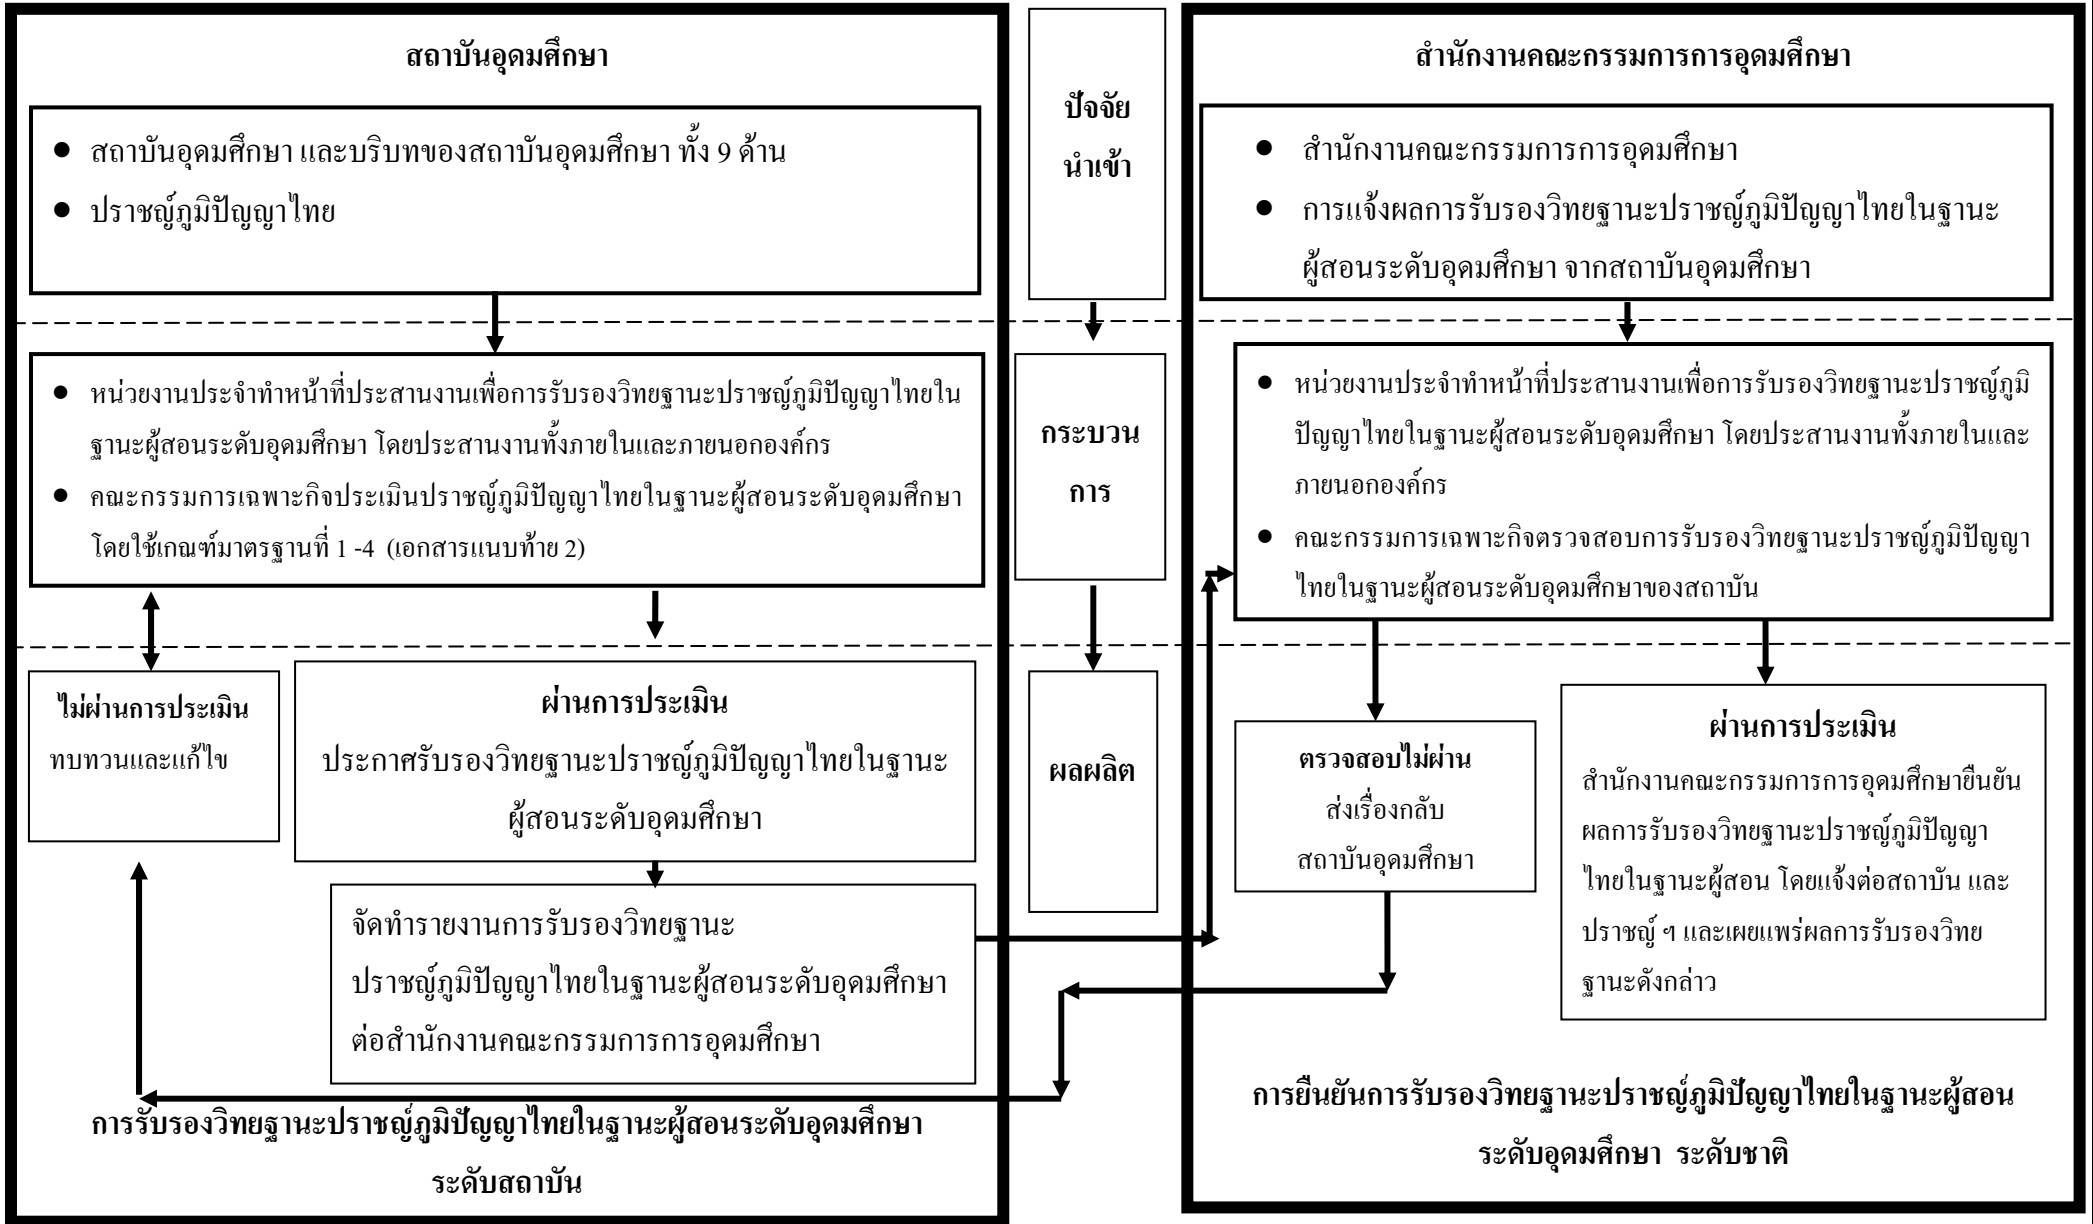 สถาบันอุดมศึกษา
● สถาบันอุดมศึกษา และบริบทของสถาบันอุดมศึกษา ทั้ง 9 ด้าน
● ปราชญ์ภูมิปัญญาไทย
● หน่วยงานประจำทำหน้าที่ประสานงานเพื่อการรับรองวิทยฐานะปราชญ์ภูมิปัญญาไทยใน
ฐานะผู้สอนระดับอุดมศึกษา โดยประสานงานทั้งภายในและภายนอกองค์กร
● คณะกรรมการเฉพาะกิจประเมินปราชญ์ภูมิปัญญาไทยในฐานะผู้สอนระดับอุดมศึกษา
โดยใช้เกณฑ์มาตรฐานที่ 1 -4 (เอกสารแนบท้าย 2)
ไม่ผ่านการประเมิน
ทบทวนและแก้ไข
ผ่านการประเมิน
ประกาศรับรองวิทยฐานะปราชญ์ภูมิปัญญาไทยในฐานะ
ผู้สอนระดับอุดมศึกษา
จัดทำรายงานการรับรองวิทยฐานะ
ปราชญ์ภูมิปัญญาไทยในฐานะผู้สอนระดับอุดมศึกษา
ต่อสำนักงานคณะกรรมการการอุดมศึกษา
การรับรองวิทยฐานะปราชญ์ภูมิปัญญาไทยในฐานะผู้สอนระดับอุดมศึกษา
ระดับสถาบัน
ปัจจัย
นำเข้า
กระบวน
การ
ผลผลิต
สำนักงานคณะกรรมการการอุดมศึกษา
● สำนักงานคณะกรรมการการอุดมศึกษา
● การแจ้งผลการรับรองวิทยฐานะปราชญ์ภูมิปัญญาไทยในฐานะ
ผู้สอนระดับอุดมศึกษา จากสถาบันอุดมศึกษา
● หน่วยงานประจำทำหน้าที่ประสานงานเพื่อการรับรองวิทยฐานะปราชญ์ภูมิ
ปัญญาไทยในฐานะผู้สอนระดับอุดมศึกษา โดยประสานงานทั้งภายในและ
ภายนอกองค์กร
● คณะกรรมการเฉพาะกิจตรวจสอบการรับรองวิทยฐานะปราชญ์ภูมิปัญญา
ไทยในฐานะผู้สอนระดับอุดมศึกษาของสถาบัน
ตรวจสอบไม่ผ่าน
ส่งเรื่องกลับ
สถาบันอุดมศึกษา
ผ่านการประเมิน
สำนักงานคณะกรรมการการอุดมศึกษายืนยัน
ผลการรับรองวิทยฐานะปราชญ์ภูมิปัญญา
ไทยในฐานะผู้สอน โดยแจ้งต่อสถาบัน และ
ปราชญ์ ฯ และเผยแพร่ผลการรับรองวิทย
ฐานะดังกล่าว
การยืนยันการรับรองวิทยฐานะปราชญ์ภูมิปัญญาไทยในฐานะผู้สอน
ระดับอุดมศึกษา ระดับชาติ